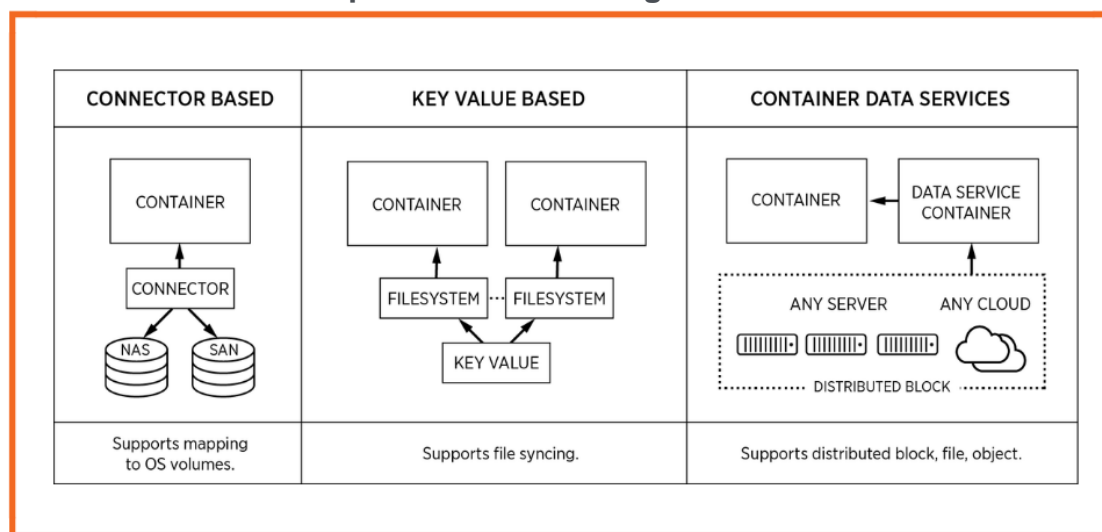 CONNECTOR BASED
KEY VALUE BASED
CONTAINER DATA SERVICES
CONTAINER
CONNECTOR
NAS
SAN
CONTAINER
CONTAINER
FILESYSTEM
FILESYSTEM
KEY VALUE
CONTAINER
DATA SERVICE
CONTAINER
ANY SERVER
ANY CLOUD
DISTRIBUTED BLOCK
Supports mapping
to OS volumes.
Supports file syncing.
Supports distributed block, file, object.